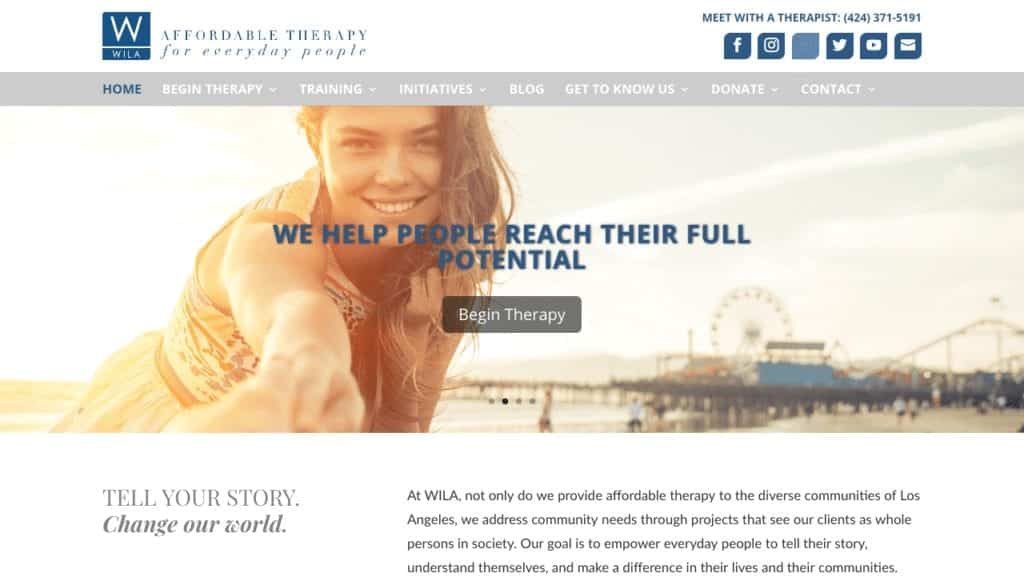 W
WILA
AFFORDABLE THERAPY
for everyday people
MEET WITH A THERAPIST: (424) 371-5191
HOME BEGIN THERAPY TRAINING INITIATIVES BLOG GET TO KNOW US DONATE CONTACT
WE HELP PEOPLE REACH THEIR FULL
POTENTIAL
Begin Therapy
TELL YOUR STORY.
Change our world.
At WILA, not only do we provide affordable therapy to the diverse communities of Los
Angeles, we address community needs through projects that see our clients as whole
persons in society. Our goal is to empower everyday people to tell their story,
understand themselves, and make a difference in their lives and their communities.